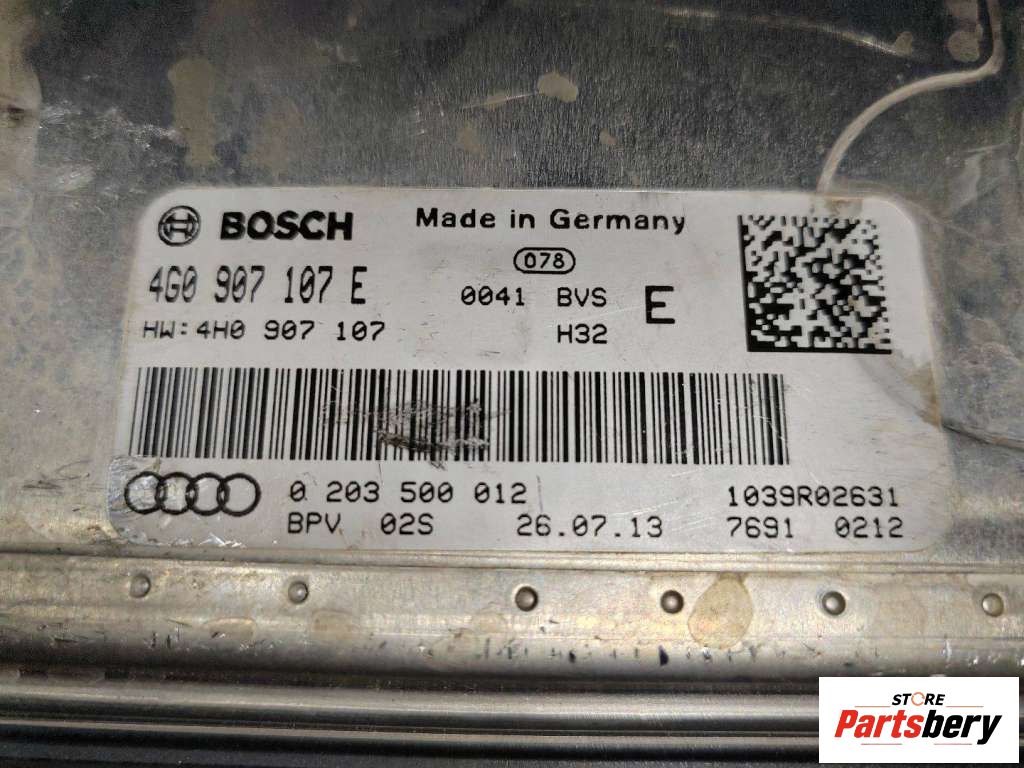 BOSCH Made in Germany
078
4G0 907 107 E 0041 BVS E
HW:4H0 907 107 H32
0 203 500 012 1039R02631
BPV 02S 26.07.13 7691 0212
STORE
Partsbery